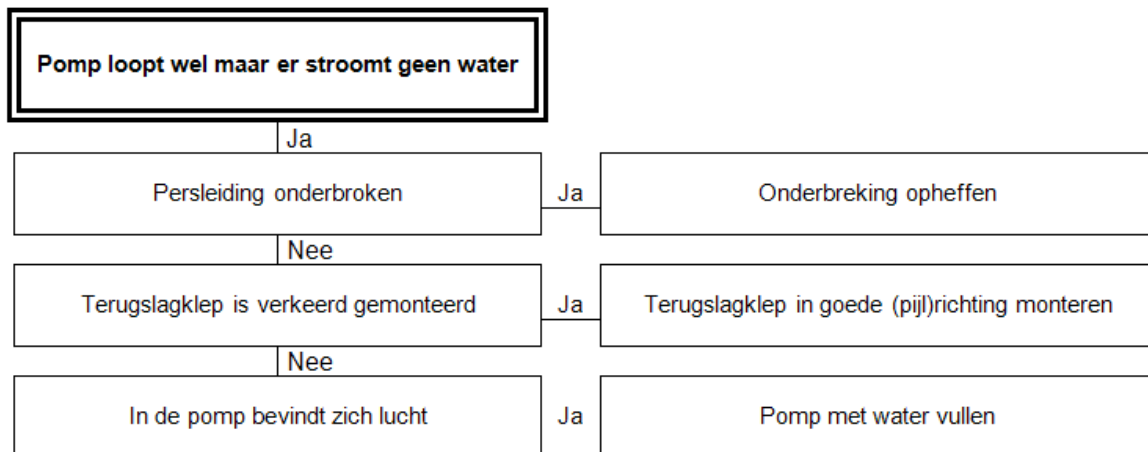 Pomp loopt wel maar er stroomt geen water
Ja
Persleiding onderbroken
Ja
Onderbreking opheffen
Nee
Terugslagklep is verkeerd gemonteerd
Ja
Terugslagklep in goede (pijl)richting monteren
Nee
In de pomp bevindt zich lucht
Ja
Pomp met water vullen